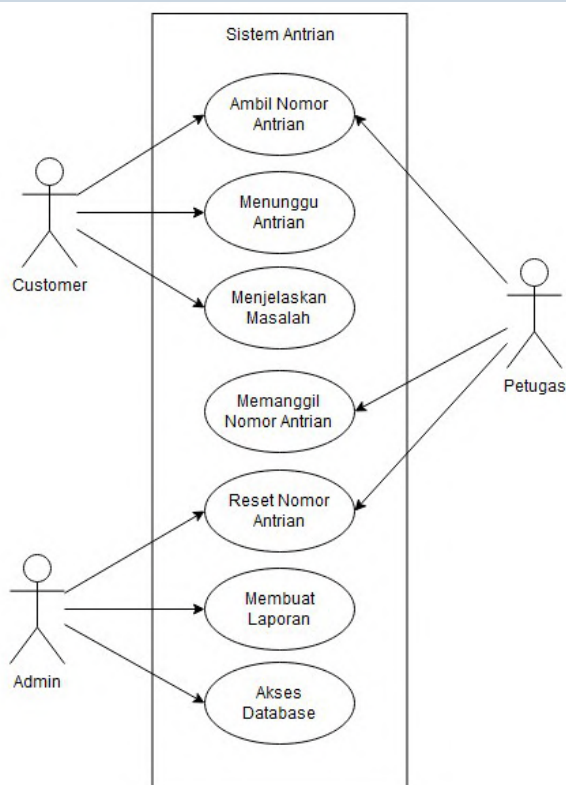 Sistem Antrian
Ambil Nomor
Antrian
Menunggu
Antrian
Customer
Menjelaskan
Masalah
Petugas
Memanggil
Nomor Antrian
Reset Nomor
Antrian
Membuat
Laporan
Admin
Akses
Database